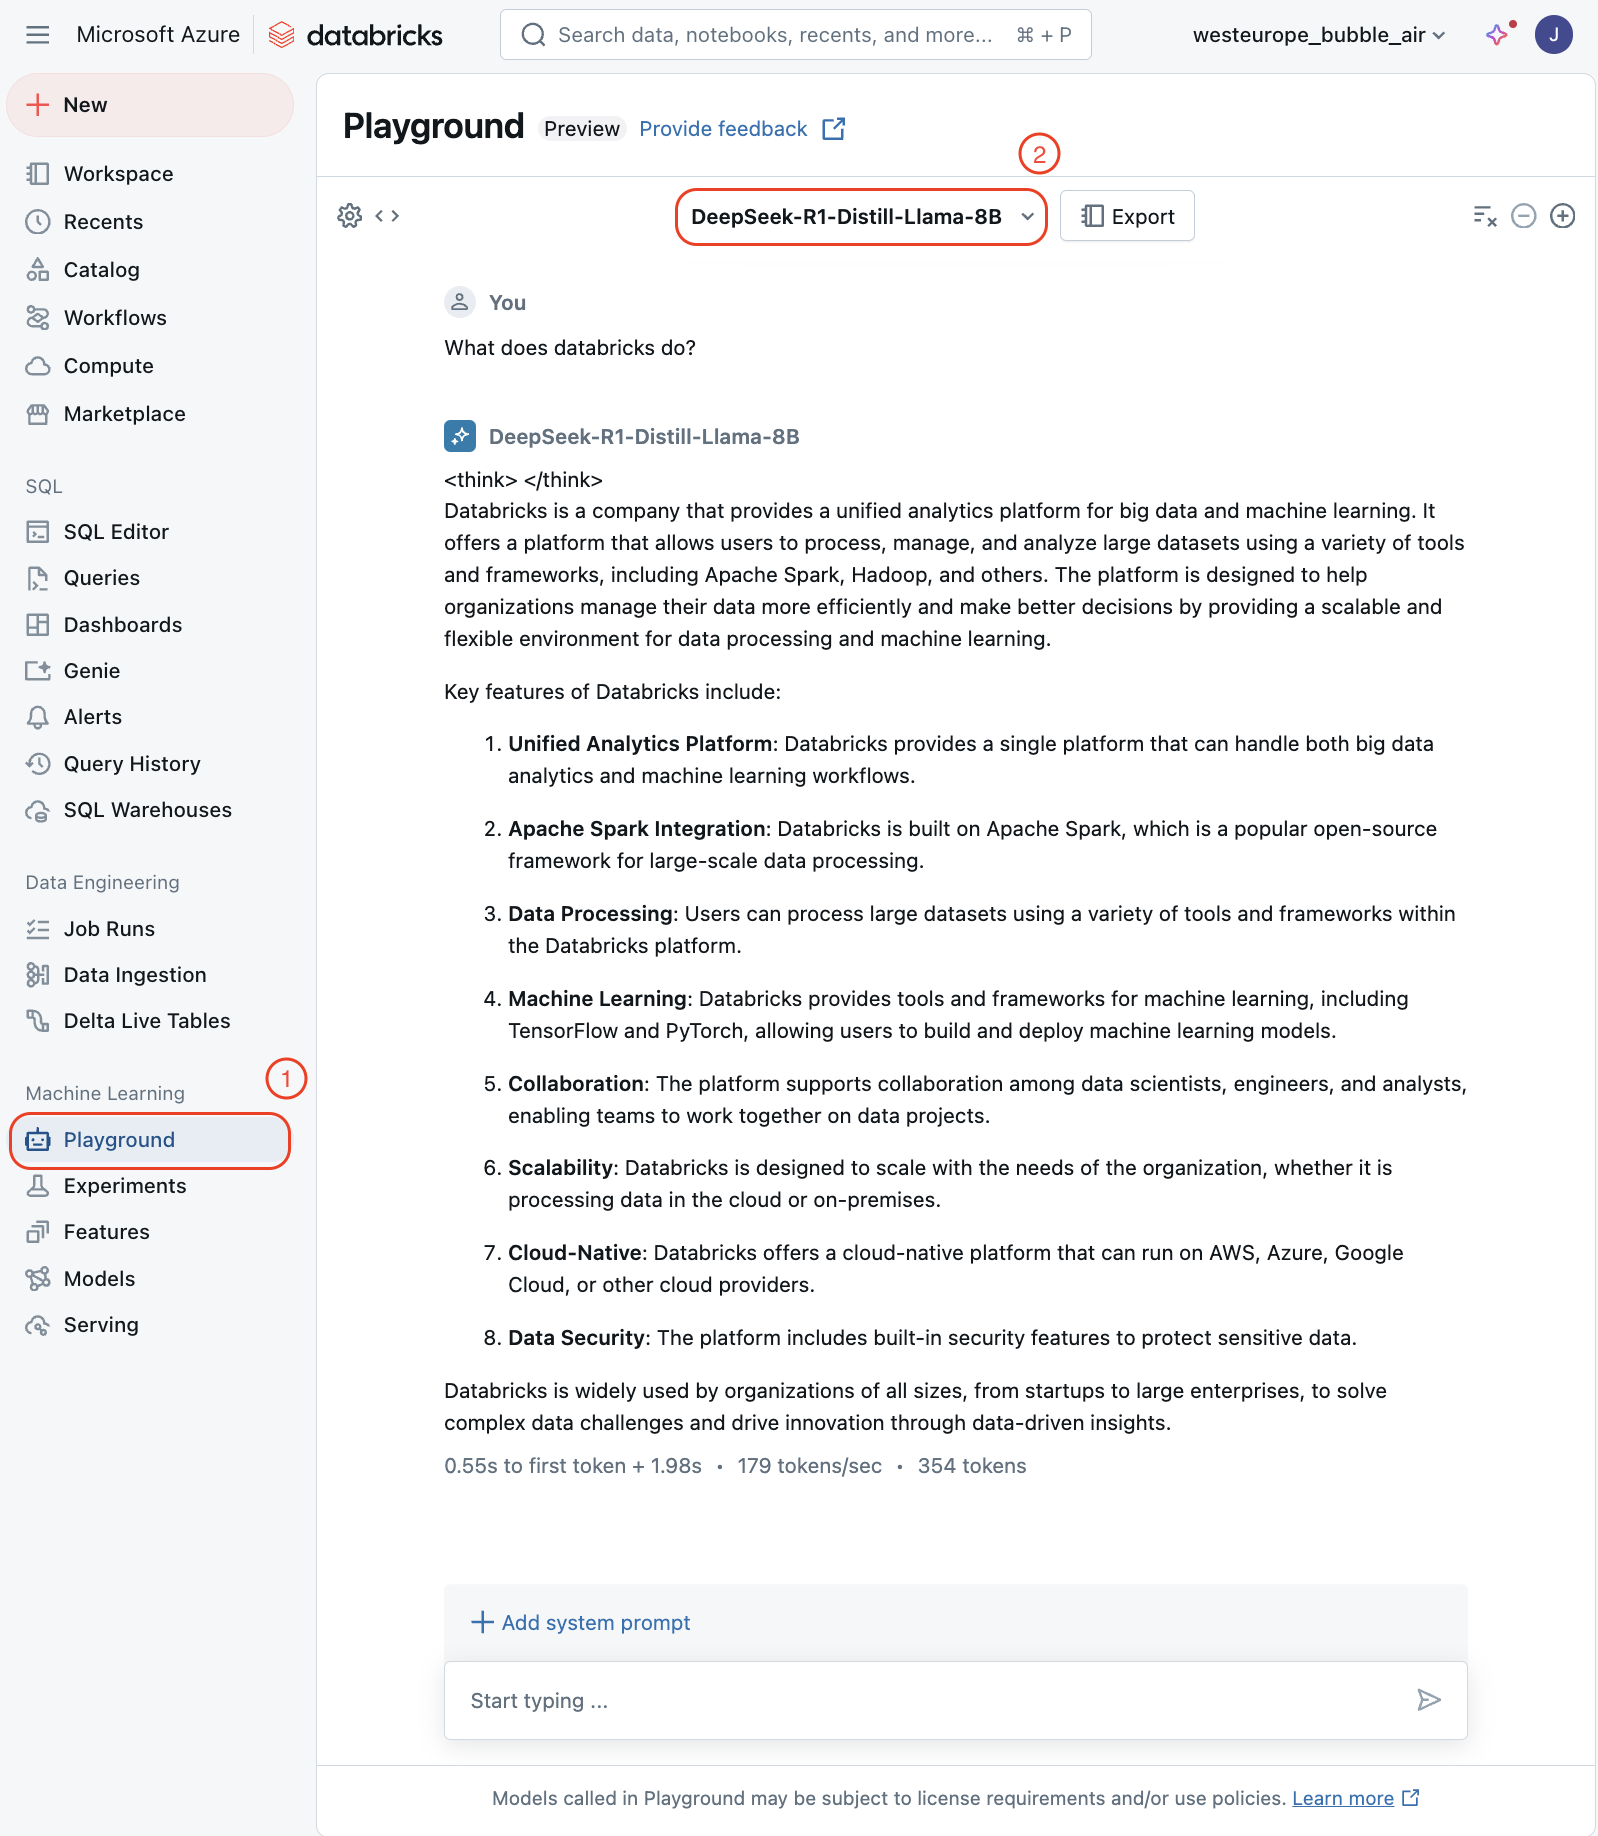 Microsoft Azure
databricks
Search data, notebooks, recents, and more... ⌘ + P
westeurope_bubble_air
J
New
Workspace
Recents
Catalog
Workflows
Compute
Marketplace
SQL
SQL Editor
Queries
Dashboards
Genie
Alerts
Query History
SQL Warehouses
Data Engineering
Job Runs
Data Ingestion
Delta Live Tables
Machine Learning
1
Playground
Experiments
Features
Models
Serving
Playground Preview Provide feedback
2
DeepSeek-R1-Distill-Llama-8B
Export
You
What does databricks do?
DeepSeek-R1-Distill-Llama-8B
<think> </think>
Databricks is a company that provides a unified analytics platform for big data and machine learning. It
offers a platform that allows users to process, manage, and analyze large datasets using a variety of tools
and frameworks, including Apache Spark, Hadoop, and others. The platform is designed to help
organizations manage their data more efficiently and make better decisions by providing a scalable and
flexible environment for data processing and machine learning.
Key features of Databricks include:
1. Unified Analytics Platform: Databricks provides a single platform that can handle both big data
analytics and machine learning workflows.
2. Apache Spark Integration: Databricks is built on Apache Spark, which is a popular open-source
framework for large-scale data processing.
3. Data Processing: Users can process large datasets using a variety of tools and frameworks within
the Databricks platform.
4. Machine Learning: Databricks provides tools and frameworks for machine learning, including
TensorFlow and PyTorch, allowing users to build and deploy machine learning models.
5. Collaboration: The platform supports collaboration among data scientists, engineers, and analysts,
enabling teams to work together on data projects.
6. Scalability: Databricks is designed to scale with the needs of the organization, whether it is
processing data in the cloud or on-premises.
7. Cloud-Native: Databricks offers a cloud-native platform that can run on AWS, Azure, Google
Cloud, or other cloud providers.
8. Data Security: The platform includes built-in security features to protect sensitive data.
Databricks is widely used by organizations of all sizes, from startups to large enterprises, to solve
complex data challenges and drive innovation through data-driven insights.
0.55s to first token + 1.98s • 179 tokens/sec • 354 tokens
Add system prompt
Start typing ...
Models called in Playground may be subject to license requirements and/or use policies. Learn more